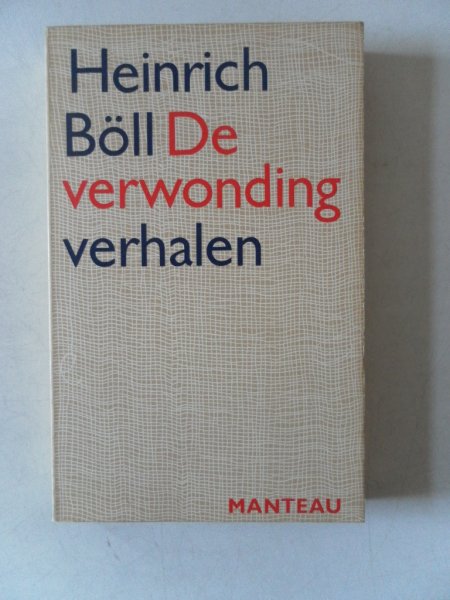 Heinrich
Böll De
verwonding
verhalen
MANTEAU